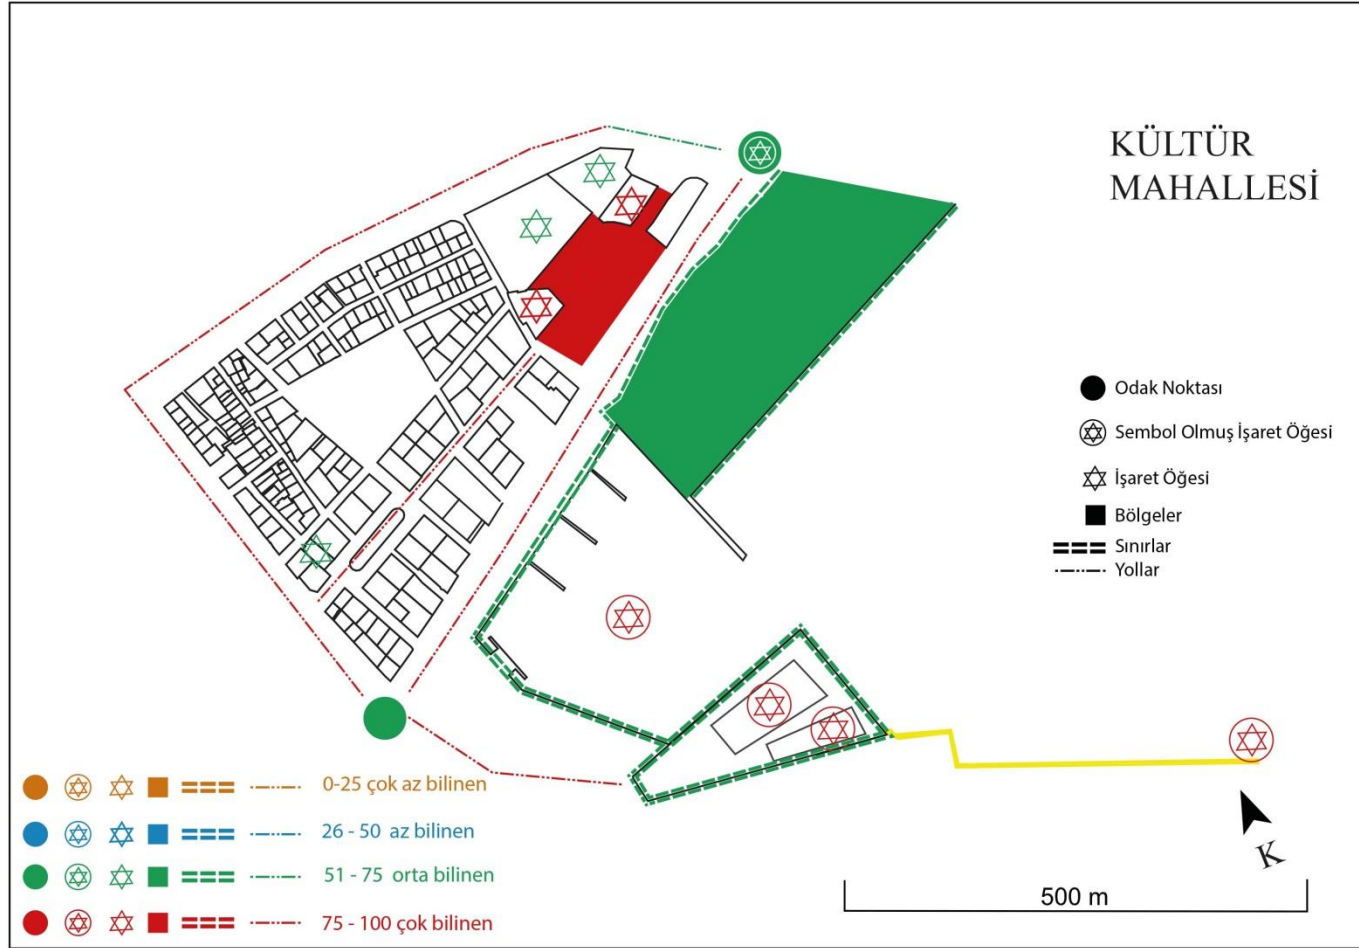 KÜLTÜR
MAHALLESİ
Odak Noktası
Sembol Olmuş İşaret Öğesi
İşaret Öğesi
Bölgeler
Sınırlar
Yollar
0-25 çok az bilinen
26 - 50 az bilinen
51 - 75 orta bilinen
75 - 100 çok bilinen
K
500 m